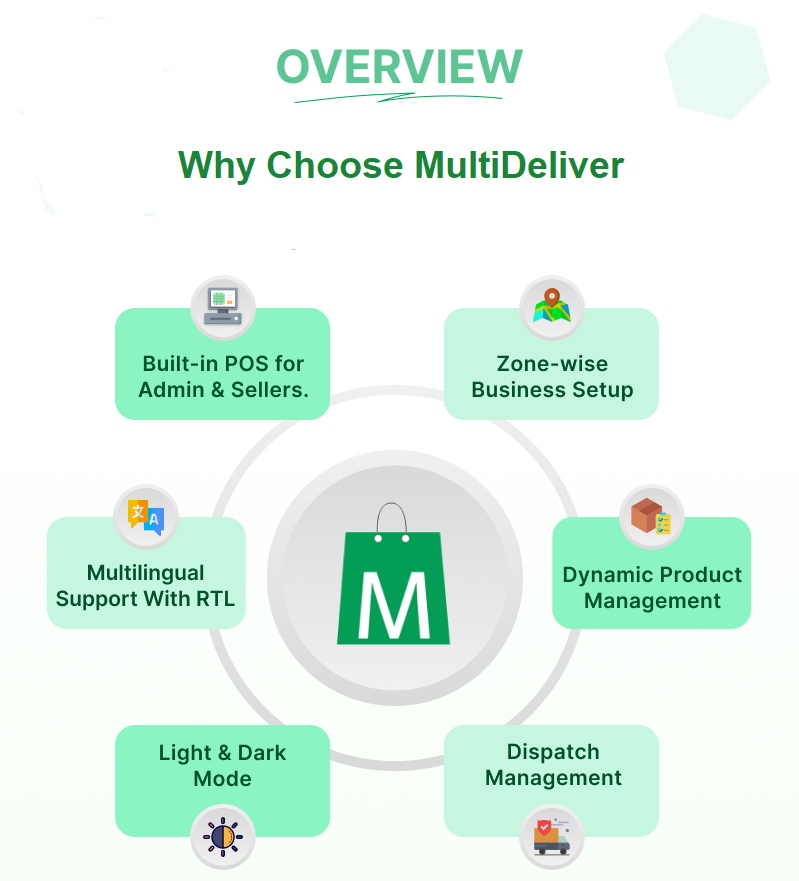 OVERVIEW
Why Choose MultiDeliver
Built-in POS for
Admin & Sellers.
Zone-wise
Business Setup
文
A
Multilingual
Support With RTL
M
Dynamic Product
Management
Light & Dark
Mode
Dispatch
Management